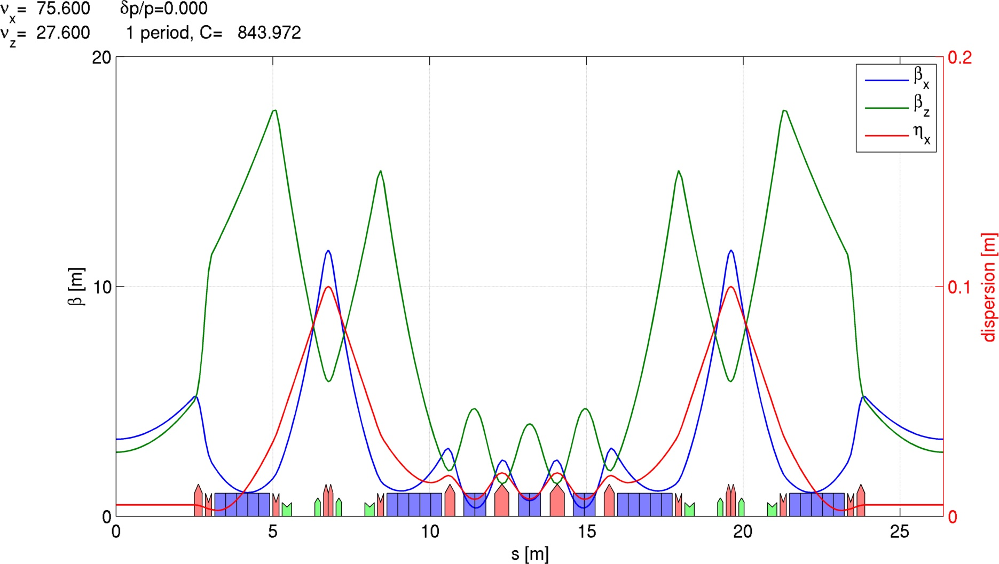 νx= 75.600 δp/p=0.000
νz= 27.600 1 period, C= 843.972
20
10
0
β [m]
0 5 10 15 20 25
s [m]
0.2
0.1
0
dispersion [m]
βx
βz
ηx